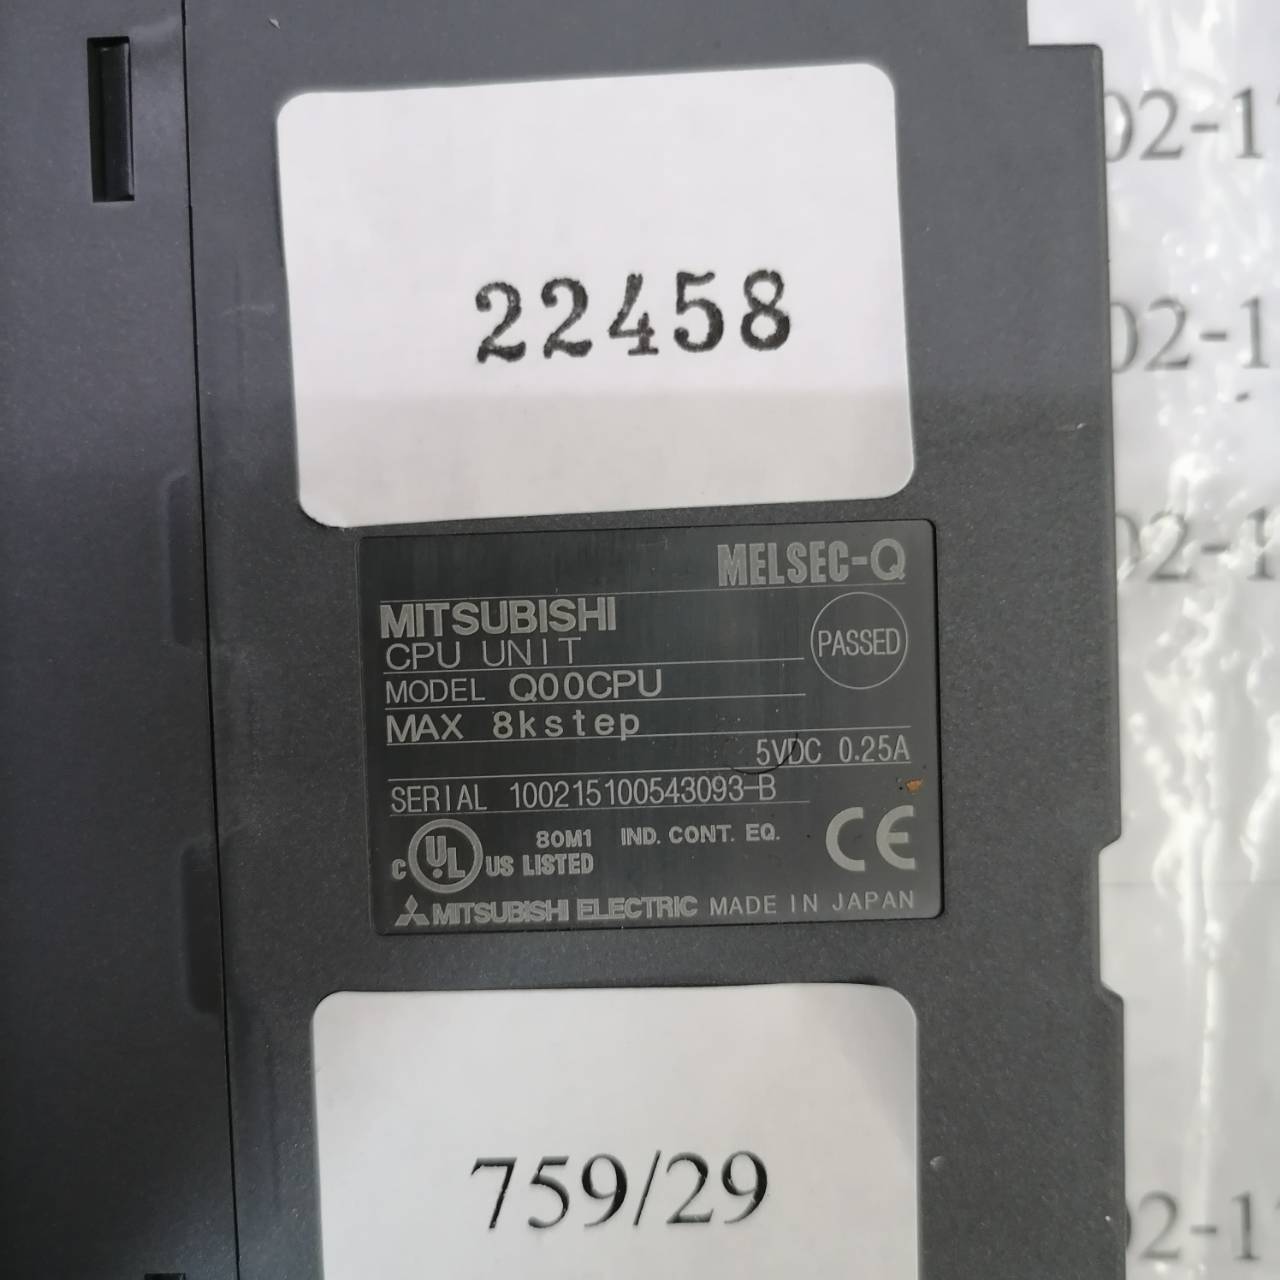 22458
MELSEC-Q
MITSUBISHI
CPU UNIT
PASSED
MODEL Q00CPU
MAX 8kstep
5VDC 0.25A
SERIAL 100215100543093-B
80M1 IND. CONT. EQ.
C UL US LISTED
CE
MITSUBISHI ELECTRIC MADE IN JAPAN
759/29